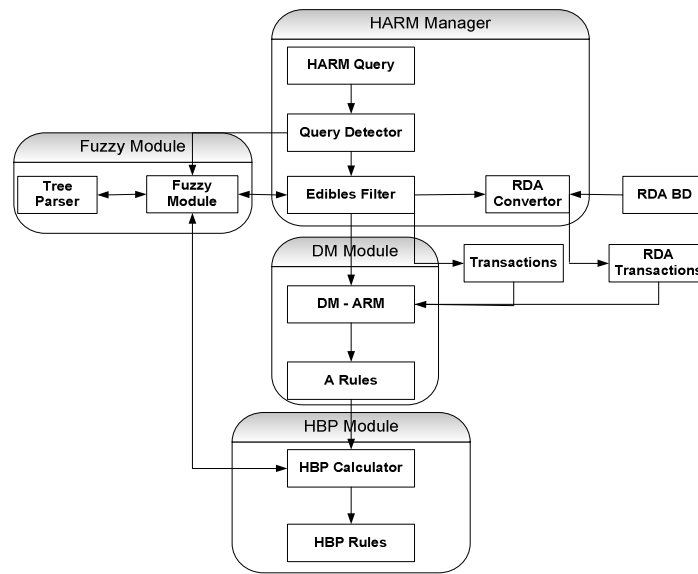 HARM Manager
HARM Query
Query Detector
Fuzzy Module
Tree
Parser
Fuzzy
Module
Edibles Filter
RDA
Convertor
RDA BD
DM Module
Transactions
RDA
Transactions
DM - ARM
A Rules
HBP Module
HBP Calculator
HBP Rules